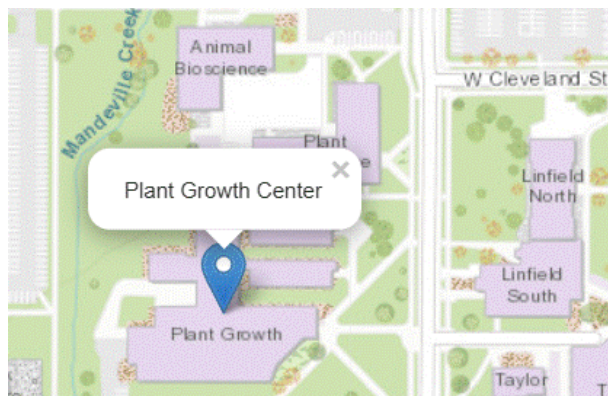 Animal
Bioscience
Mandeville Creek
W Cleveland St
Plant
Plant Growth Center
×
Linfield
North
Linfield
South
Plant Growth
Taylor
T